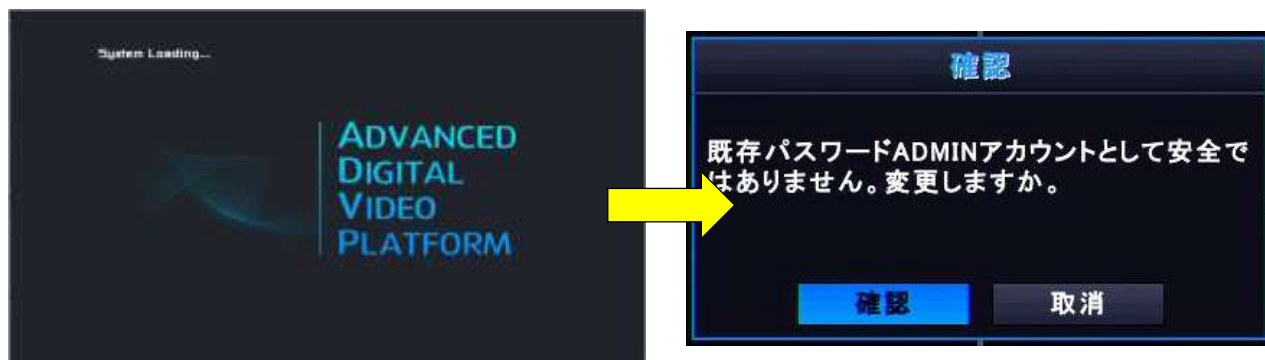 System Loading...
ADVANCED
DIGITAL
VIDEO
PLATFORM
確認
既存パスワードADMINアカウントとして安全で
はありません。変更しますか。
確認
取消